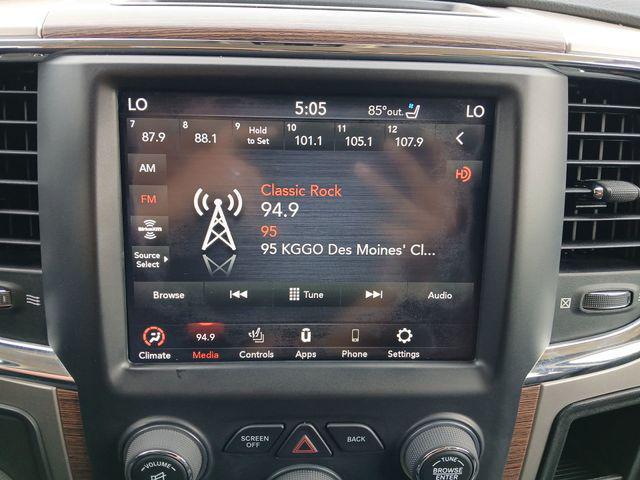 LO 5:05 85°out. LO
7 8 9 10 11 12
87.9 88.1 Hold to Set 101.1 105.1 107.9
AM
HD
FM
Classic Rock
94.9
SiriusXM
95
95 KGGO Des Moines' Cl...
Source
Select
Browse Tune Audio
94.9
Climate Media Controls Apps Phone Settings
SCREEN OFF BACK
VOLUME
TUNE
BROWSE
ENTER